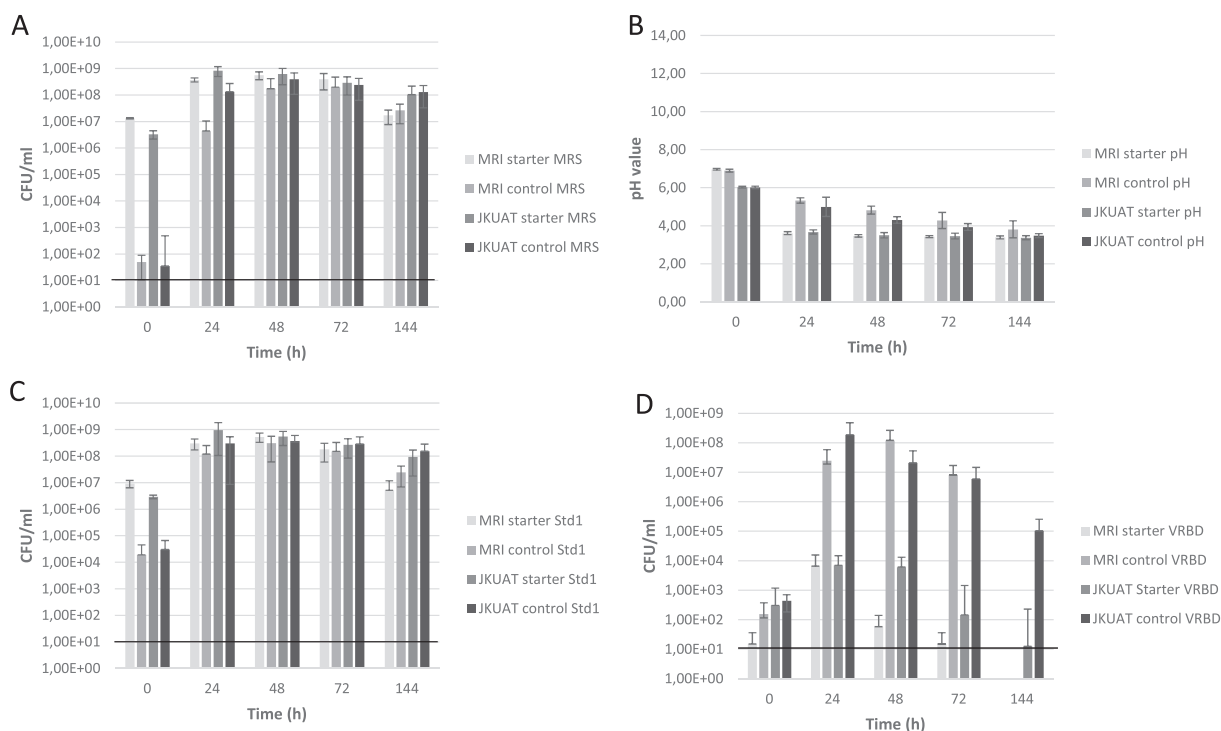 A
CFU/ml
1,00E+10
1,00E+09
1,00E+08
1,00E+07
1,00E+06
1,00E+05
1,00E+04
1,00E+03
1,00E+02
1,00E+01
1,00E+00
0 24 48 72 144
Time (h)
MRI starter MRS
MRI control MRS
JKUAT starter MRS
JKUAT control MRS
B
pH value
14,00
12,00
10,00
8,00
6,00
4,00
2,00
0,00
0 24 48 72 144
Time (h)
MRI starter pH
MRI control pH
JKUAT starter pH
JKUAT control pH
C
CFU/ml
1,00E+10
1,00E+09
1,00E+08
1,00E+07
1,00E+06
1,00E+05
1,00E+04
1,00E+03
1,00E+02
1,00E+01
1,00E+00
0 24 48 72 144
Time (h)
MRI starter Std1
MRI control Std1
JKUAT starter Std1
JKUAT control Std1
D
CFU/ml
1,00E+09
1,00E+08
1,00E+07
1,00E+06
1,00E+05
1,00E+04
1,00E+03
1,00E+02
1,00E+01
1,00E+00
0 24 48 72 144
Time (h)
MRI starter VRBD
MRI control VRBD
JKUAT Starter VRBD
JKUAT control VRBD